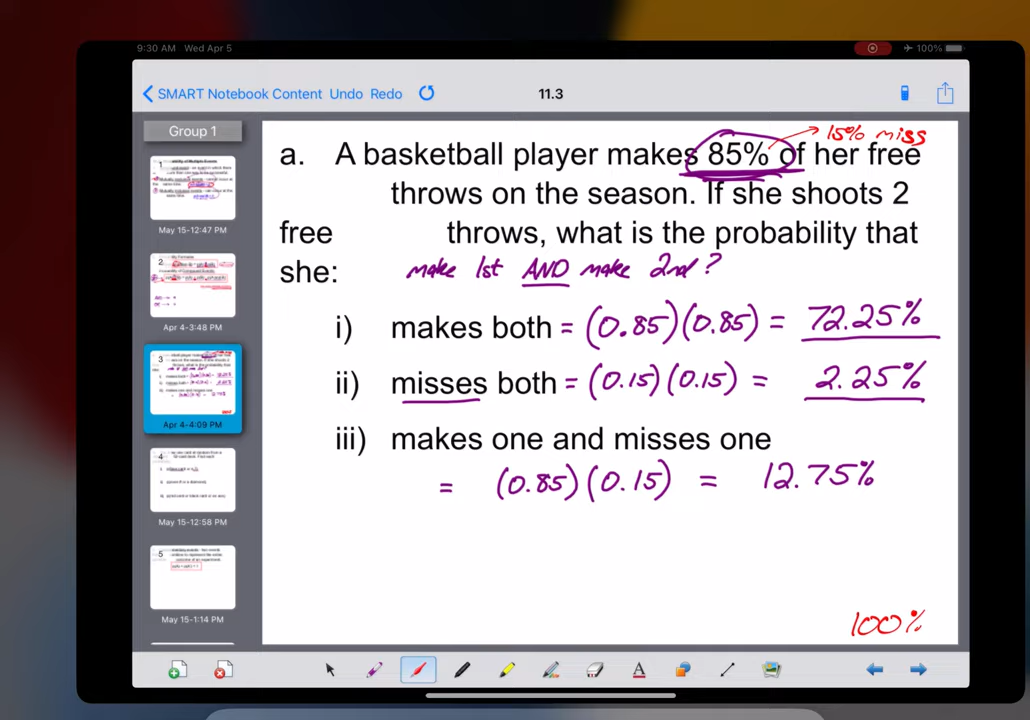 9:30 AM Wed Apr 5
100%
SMART Notebook Content Undo Redo
11.3
Group 1
1
May 15-12:47 PM
2
Apr 4-3:48 PM
3
Apr 4-4:09 PM
4
May 15-12:58 PM
5
May 15-1:14 PM
15% miss
a. A basketball player makes 85% of her free
throws on the season. If she shoots 2
free throws, what is the probability that
she: make 1st AND make 2nd?
i) makes both = (0.85)(0.85) = 72.25%
ii) misses both = (0.15)(0.15) = 2.25%
iii) makes one and misses one
= (0.85)(0.15) = 12.75%
100%
A